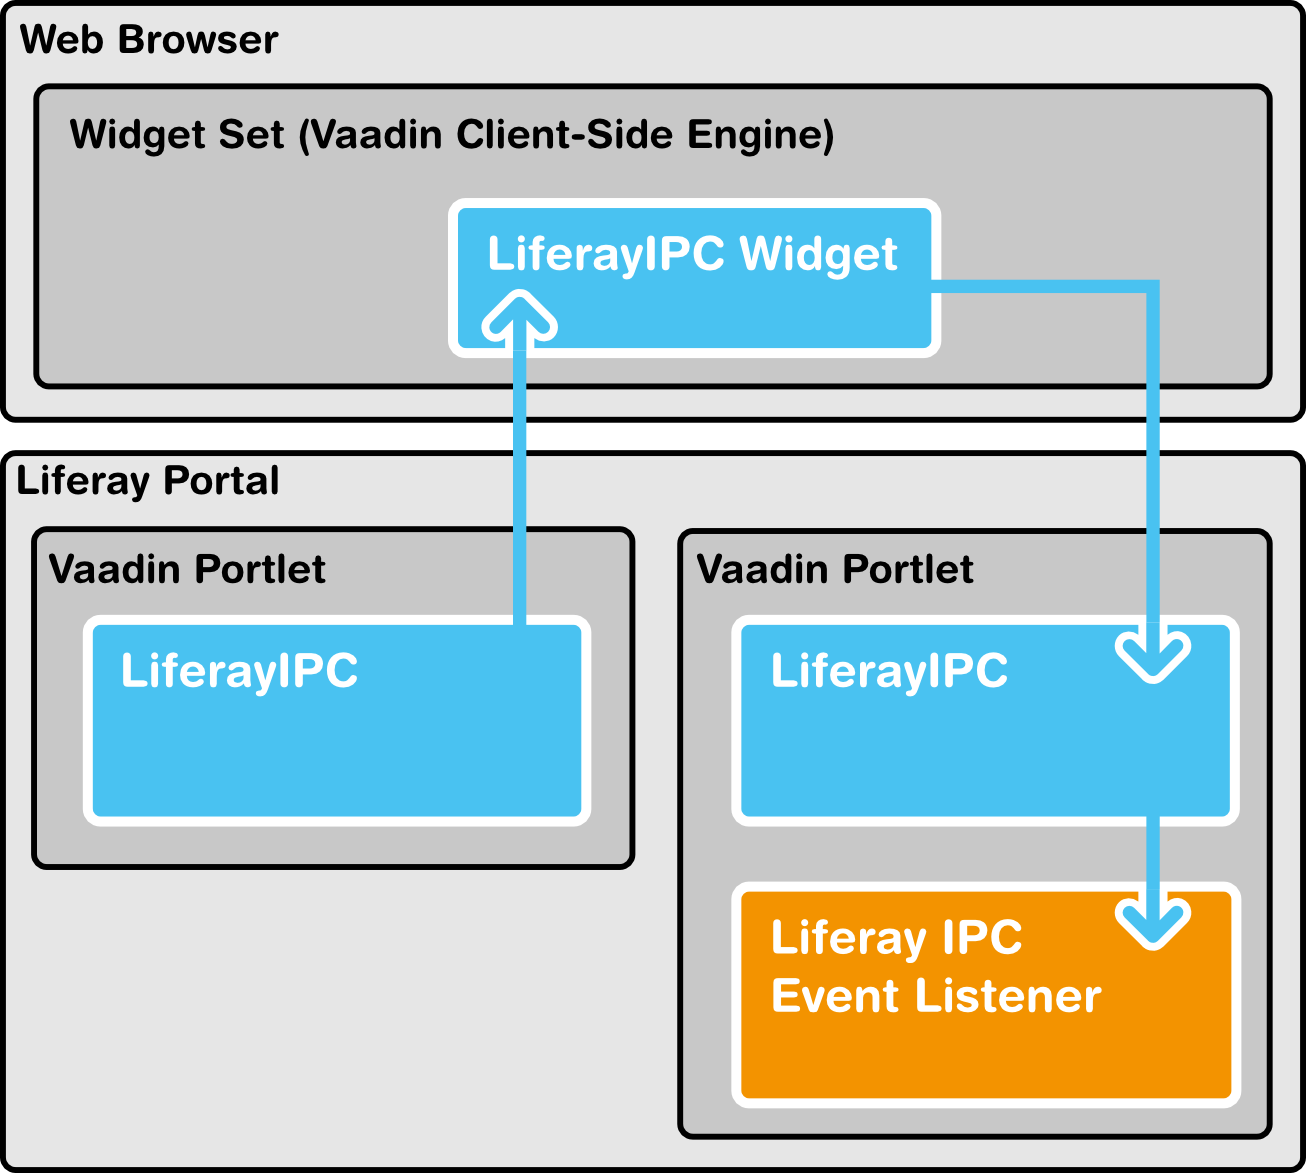 Web Browser
Widget Set (Vaadin Client-Side Engine)
LiferayIPC Widget
Liferay Portal
Vaadin Portlet
LiferayIPC
Vaadin Portlet
LiferayIPC
Liferay IPC
Event Listener